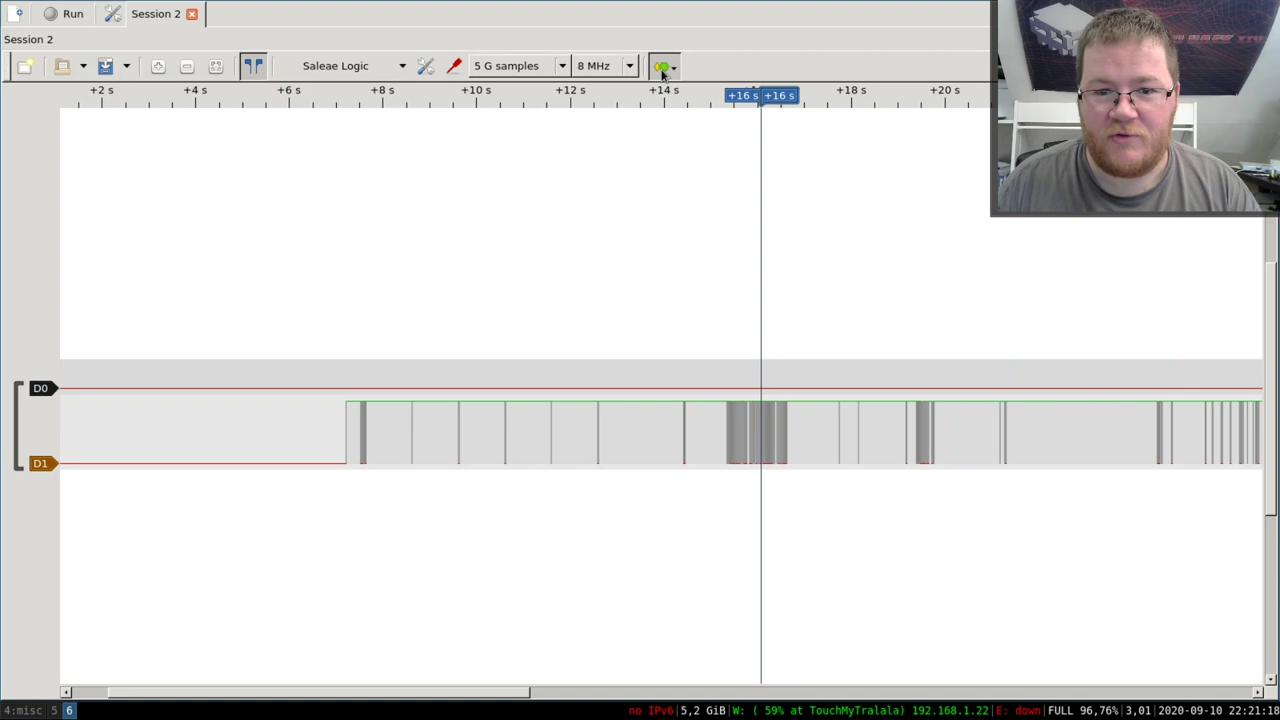 Run
Session 2
Session 2
Saleae Logic
5 G samples
8 MHz
+2 s +4 s +6 s +8 s +10 s +12 s +14 s +18 s +20 s
+16 s +16 s
D0
D1
4:misc 5 6
no IPv6|5,2 GiB|W: ( 59% at TouchMyTralala) 192.168.1.22|E: down|FULL 96,76%|3,01|2020-09-10 22:21:18